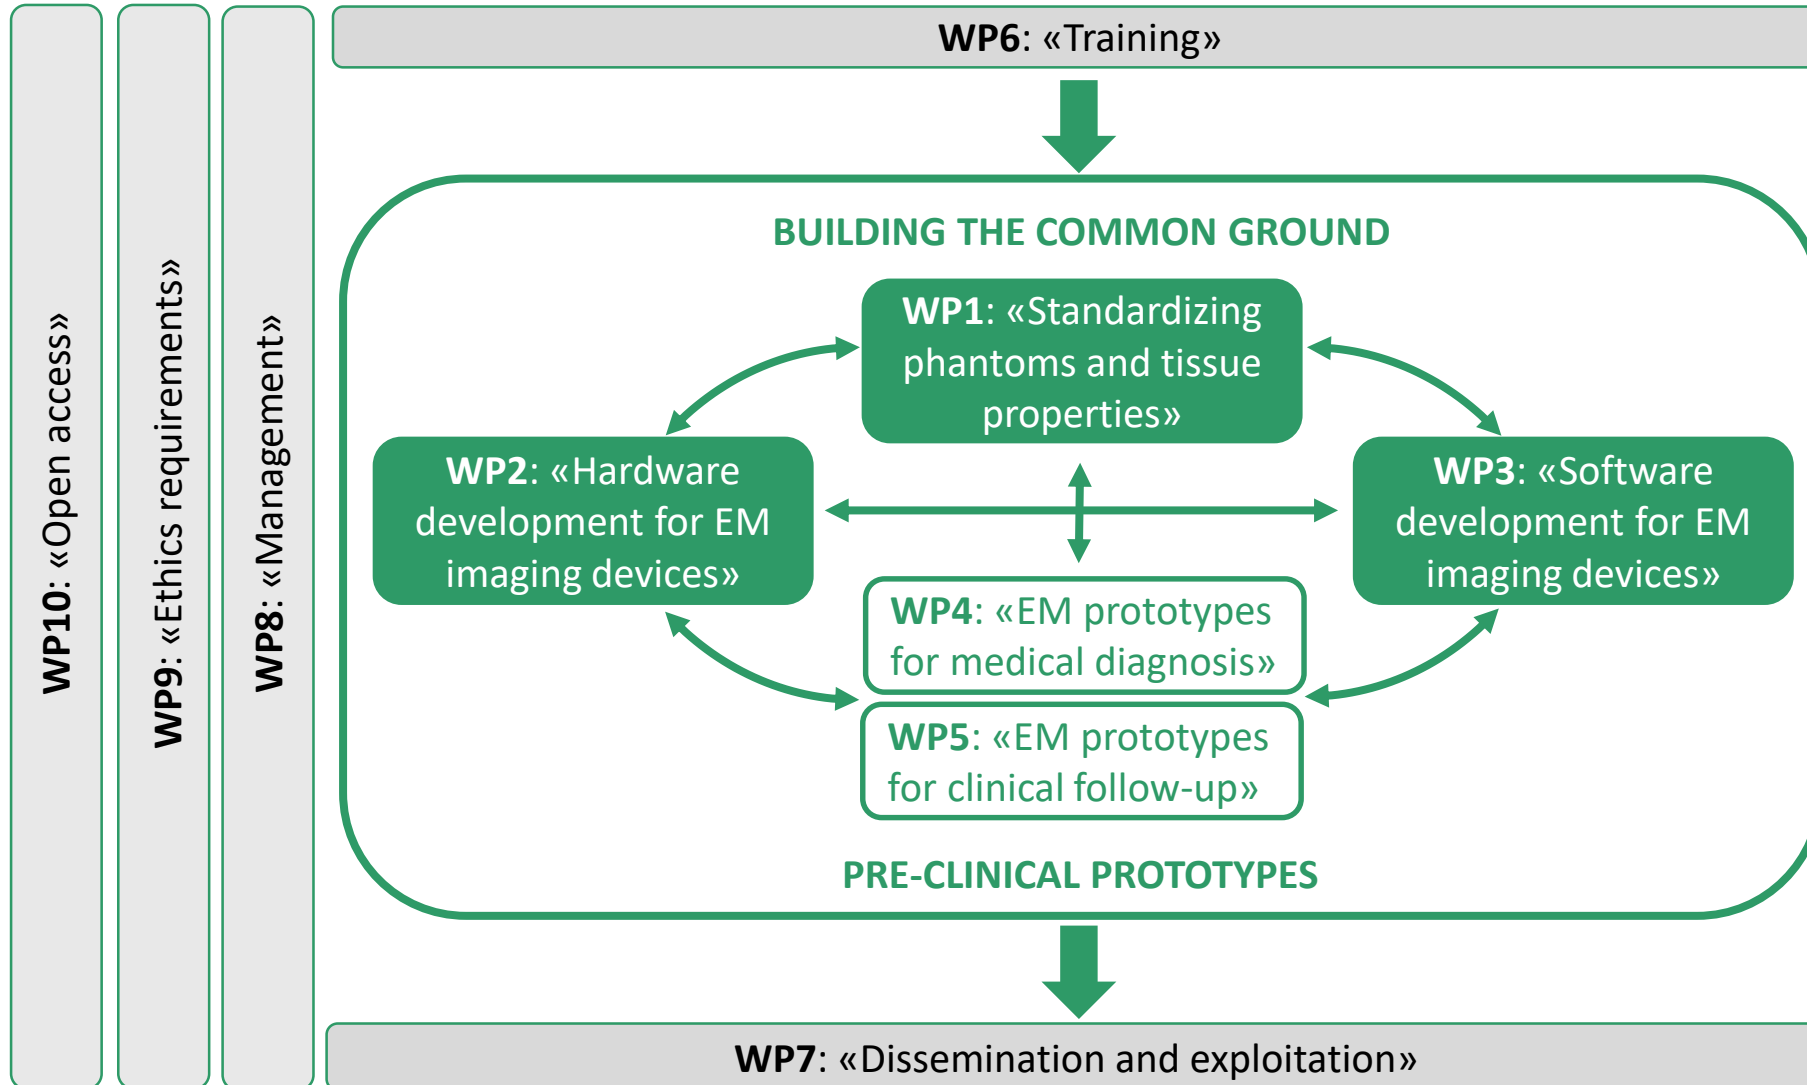 WP10: «Open access»
WP9: «Ethics requirements»
WP8: «Management»
WP6: «Training»
BUILDING THE COMMON GROUND
WP1: «Standardizing
phantoms and tissue
properties»
WP2: «Hardware
development for EM
imaging devices»
WP3: «Software
development for EM
imaging devices»
WP4: «EM prototypes
for medical diagnosis»
WP5: «EM prototypes
for clinical follow-up»
PRE-CLINICAL PROTOTYPES
WP7: «Dissemination and exploitation»